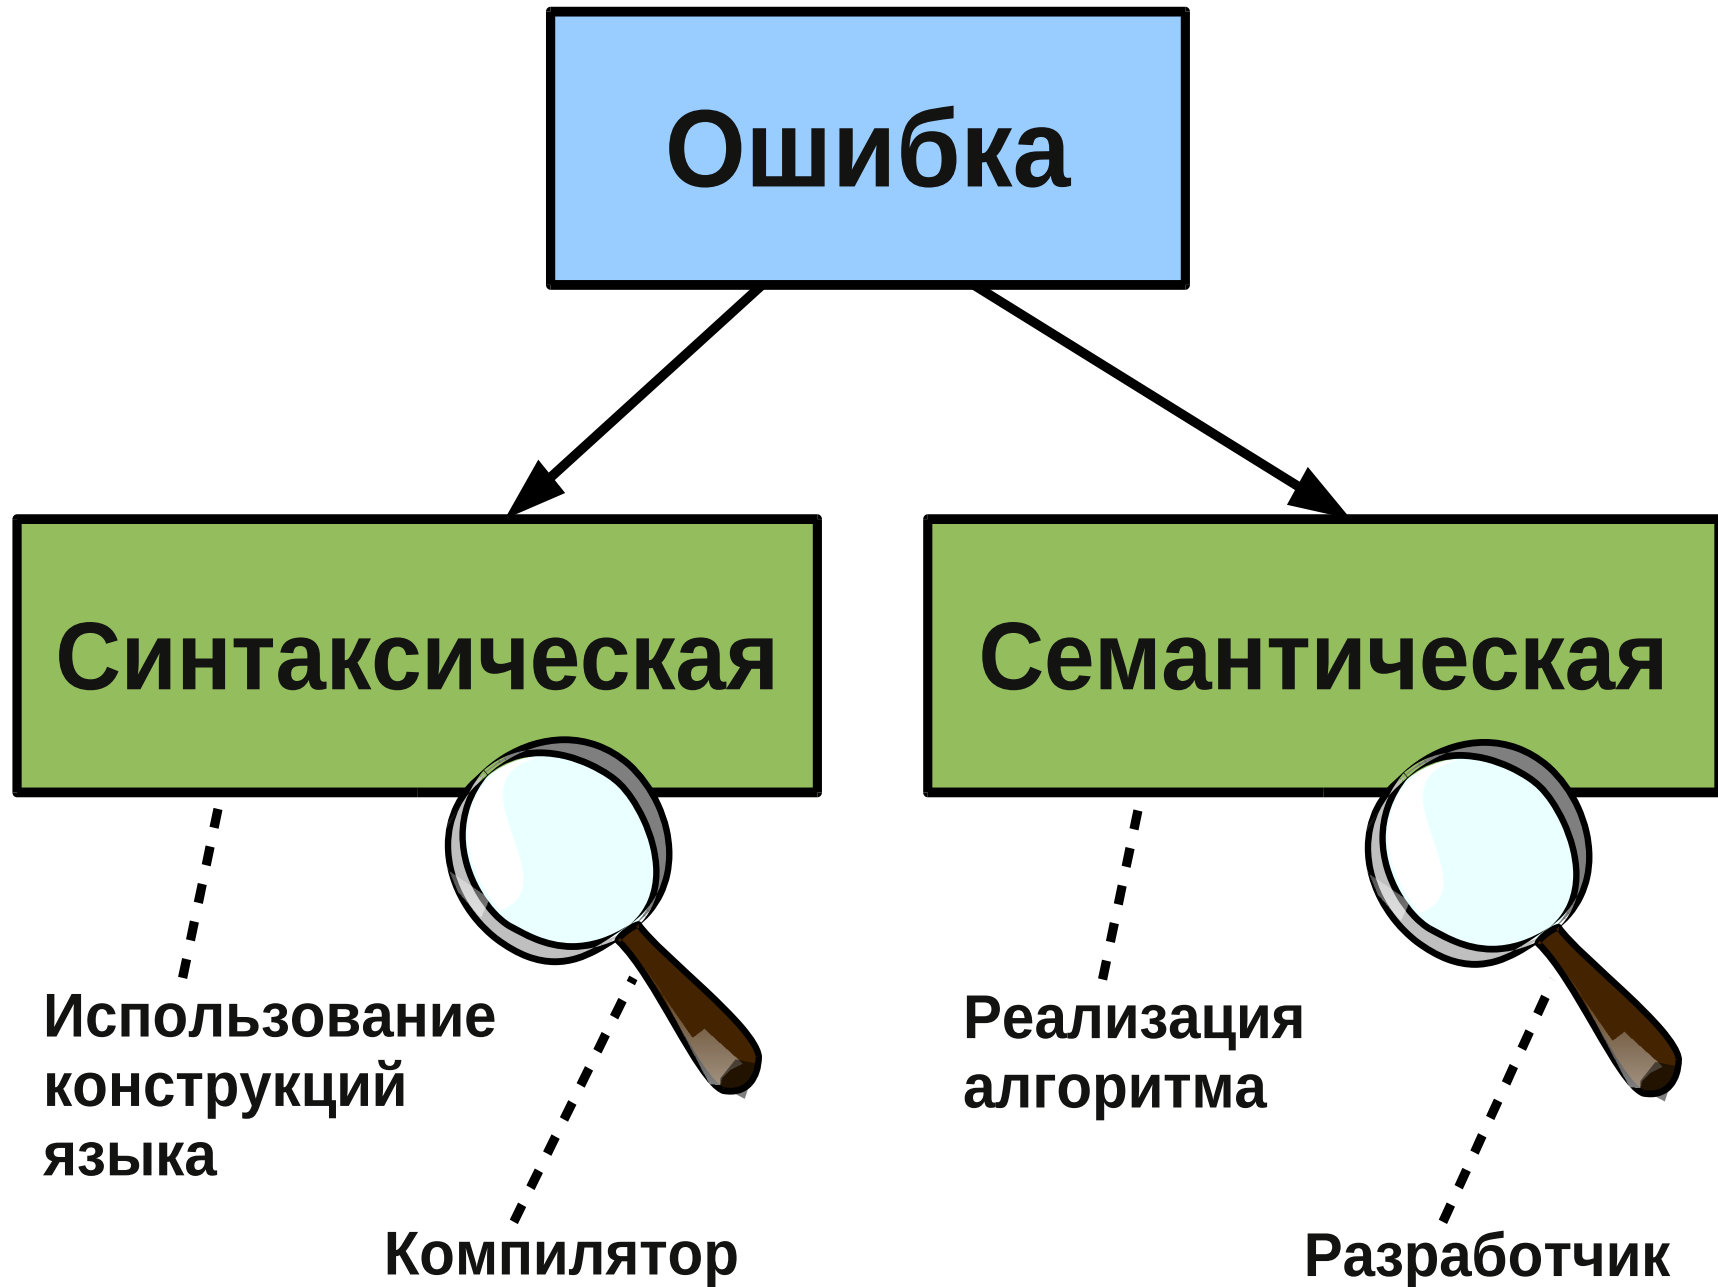 Ошибка
Синтаксическая
Семантическая
Использование
конструкций
языка
Реализация
алгоритма
Компилятор
Разработчик